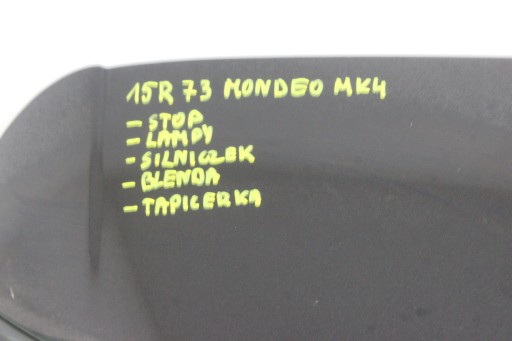 15R 73 MONDEO MK4
- STOP
- LAMPY
- SILNICZEK
- BLENDA
- TAPICERKA